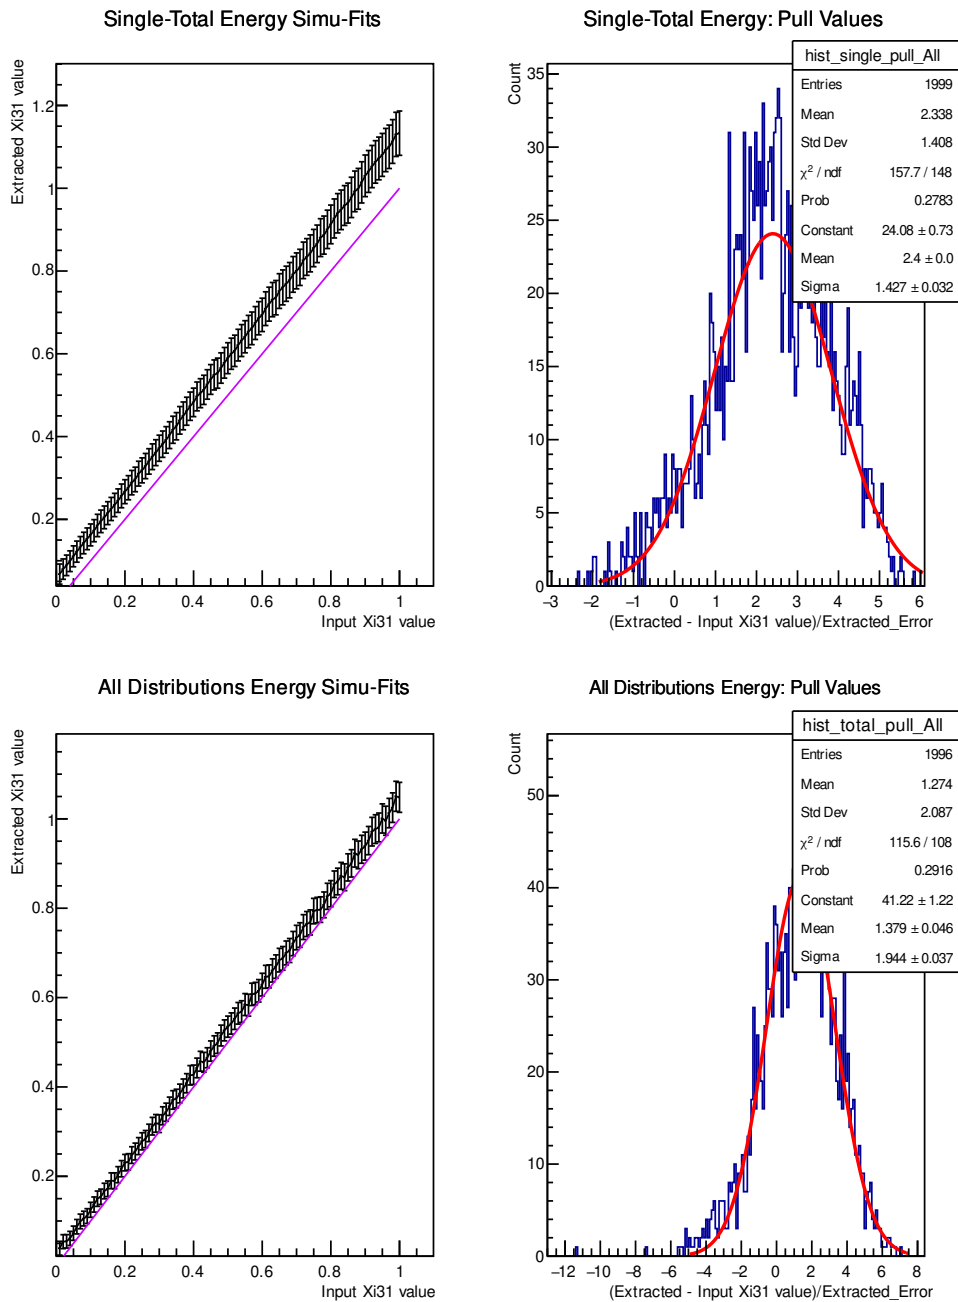 Single-Total Energy Simu-Fits
Extracted Xi31 value
1.2
1
0.8
0.6
0.4
0.2
0 0.2 0.4 0.6 0.8 1
Input Xi31 value
Single-Total Energy: Pull Values
Count
35
30
25
20
15
10
5
0
−3 −2 −1 0 1 2 3 4 5 6
(Extracted - Input Xi31 value)/Extracted_Error
hist_single_pull_All
Entries 1999
Mean 2.338
Std Dev 1.408
χ² / ndf 157.7 / 148
Prob 0.2783
Constant 24.08 ± 0.73
Mean 2.4 ± 0.0
Sigma 1.427 ± 0.032
All Distributions Energy Simu-Fits
Extracted Xi31 value
1
0.8
0.6
0.4
0.2
0 0.2 0.4 0.6 0.8 1
Input Xi31 value
All Distributions Energy: Pull Values
Count
50
40
30
20
10
0
−12 −10 −8 −6 −4 −2 0 2 4 6 8
(Extracted - Input Xi31 value)/Extracted_Error
hist_total_pull_All
Entries 1996
Mean 1.274
Std Dev 2.087
χ² / ndf 115.6 / 108
Prob 0.2916
Constant 41.22 ± 1.22
Mean 1.379 ± 0.046
Sigma 1.944 ± 0.037